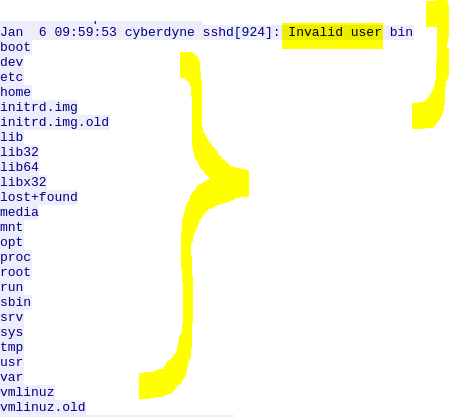 Jan  6 09:59:53 cyberdyne sshd[924]: Invalid user bin
boot
dev
etc
home
initrd.img
initrd.img.old
lib
lib32
lib64
libx32
lost+found
media
mnt
opt
proc
root
run
sbin
srv
sys
tmp
usr
var
vmlinuz
vmlinuz.old